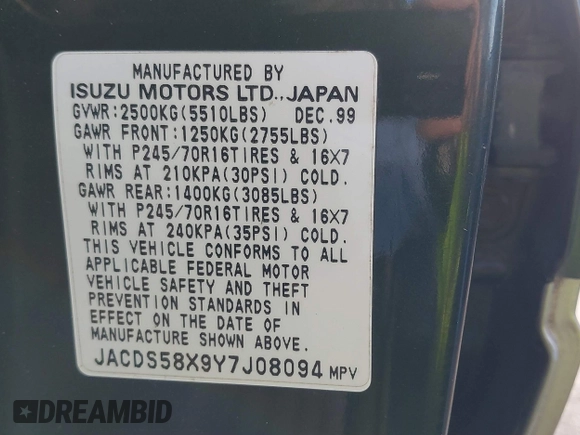 MANUFACTURED BY
ISUZU MOTORS LTD., JAPAN
GVWR:2500KG(5510LBS) DEC.99
GAWR FRONT:1250KG(2755LBS)
WITH P245/70R16TIRES & 16X7
RIMS AT 210KPA(30PSI) COLD.
GAWR REAR:1400KG(3085LBS)
WITH P245/70R16TIRES & 16X7
RIMS AT 240KPA(35PSI) COLD.
THIS VEHICLE CONFORMS TO ALL
APPLICABLE FEDERAL MOTOR
VEHICLE SAFETY AND THEFT
PREVENTION STANDARDS IN
EFFECT ON THE DATE OF
MANUFACTURE SHOWN ABOVE.
JACDS58X9Y7J08094 MPV
DREAMBID